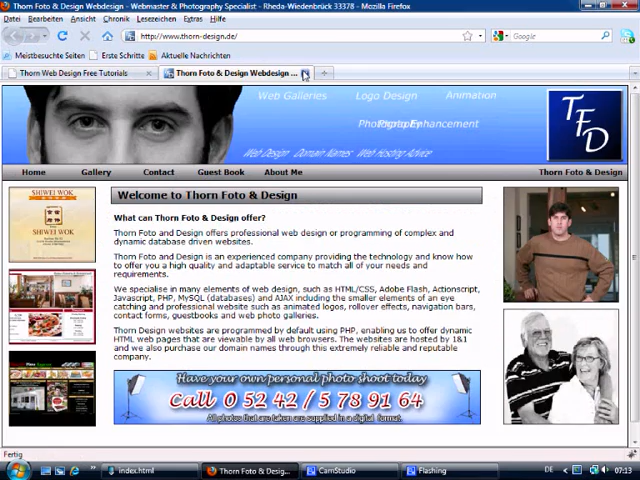 Thorn Foto & Design Webdesign - Webmaster & Photography Specialist - Rheda-Wiedenbrück 33378 - Mozilla Firefox
Datei Bearbeiten Ansicht Chronik Lesezeichen Extras Hilfe
http://www.thorn-design.de/
Google
Meistbesuchte Seiten Erste Schritte Aktuelle Nachrichten
Thorn Web Design Free Tutorials Thorn Foto & Design Webdesign ...
Web Galleries Logo Design Animation
Enhancement
Web Design Domain Names Web Hosting Advice
TFD
Home Gallery Contact Guest Book About Me Thorn Foto & Design
SHIWEI WOK
SHIWEI WOK
Welcome to Thorn Foto & Design
What can Thorn Foto & Design offer?
Thorn Foto and Design offers professional web design or programming of complex and
dynamic database driven websites.
Thorn Foto and Design is an experienced company providing the technology and know how
to offer you a high quality and adaptable service to match all of your needs and
requirements.
We specialise in many elements of web design, such as HTML/CSS, Adobe Flash, Actionscript,
Javascript, PHP, MySQL (databases) and AJAX including the smaller elements of an eye
catching and professional website such as animated logos, rollover effects, navigation bars,
contact forms, guestbooks and web photo galleries.
Thorn Design websites are programmed by default using PHP, enabling us to offer dynamic
HTML web pages that are viewable by all web browsers. The websites are hosted by 1&1
and we also purchase our domain names through this extremely reliable and reputable
company.
Have your own personal photo shoot today
Call 0 52 42 / 5 78 91 64
All photos that are taken are supplied in a digital format.
Fertig
Start index.html Thorn Foto & Desig... CamStudio Flashing DE 07:13